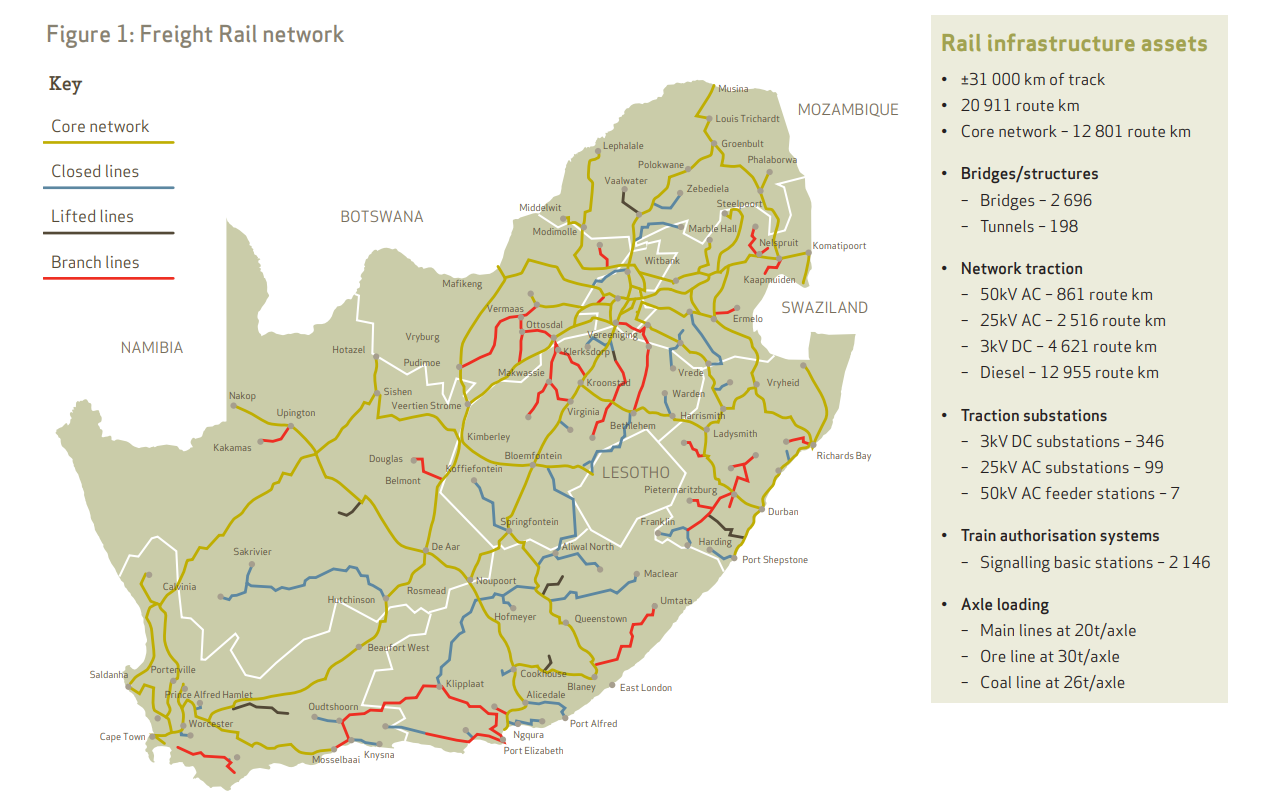 Figure 1: Freight Rail network
Key
Core network
Closed lines
Lifted lines
Branch lines
Musina
MOZAMBIQUE
Louis Trichardt
Lephalale
Groenbult
Polokwane
Phalaborwa
Vaalwater
Zebediela
Steelpoort
Middelwit
BOTSWANA
Modimolle
Marble Hall
Nelspruit
Komatipoort
Witbank
Kaapmuiden
Mafikeng
SWAZILAND
Vermaas
Ermelo
Ottosdal
Vryburg
Vereeniging
NAMIBIA
Hotazel
Klerksdorp
Pudimoe
Makwassie
Vrede
Kroonstad
Vryheid
Nakop
Sishen
Warden
Veertien Strome
Upington
Virginia
Harrismith
Bethlehem
Kakamas
Kimberley
Ladysmith
Bloemfontein
Richards Bay
Douglas
Koffiefontein
LESOTHO
Belmont
Pietermaritzburg
Durban
Springfontein
Franklin
Harding
De Aar
Aliwal North
Sakrivier
Port Shepstone
Maclear
Noupoort
Calvinia
Rosmead
Hutchinson
Umtata
Hofmeyer
Queenstown
Beaufort West
Saldanha
Porterville
Cookhouse
Klipplaat
Blaney
East London
Prince Alfred Hamlet
Alicedale
Oudtshoorn
Worcester
Port Alfred
Cape Town
Ngqura
Port Elizabeth
Knysna
Mosselbaai
Rail infrastructure assets
• ±31 000 km of track
• 20 911 route km
• Core network – 12 801 route km
• Bridges/structures
– Bridges – 2 696
– Tunnels – 198
• Network traction
– 50kV AC – 861 route km
– 25kV AC – 2 516 route km
– 3kV DC – 4 621 route km
– Diesel – 12 955 route km
• Traction substations
– 3kV DC substations – 346
– 25kV AC substations – 99
– 50kV AC feeder stations – 7
• Train authorisation systems
– Signalling basic stations – 2 146
• Axle loading
– Main lines at 20t/axle
– Ore line at 30t/axle
– Coal line at 26t/axle